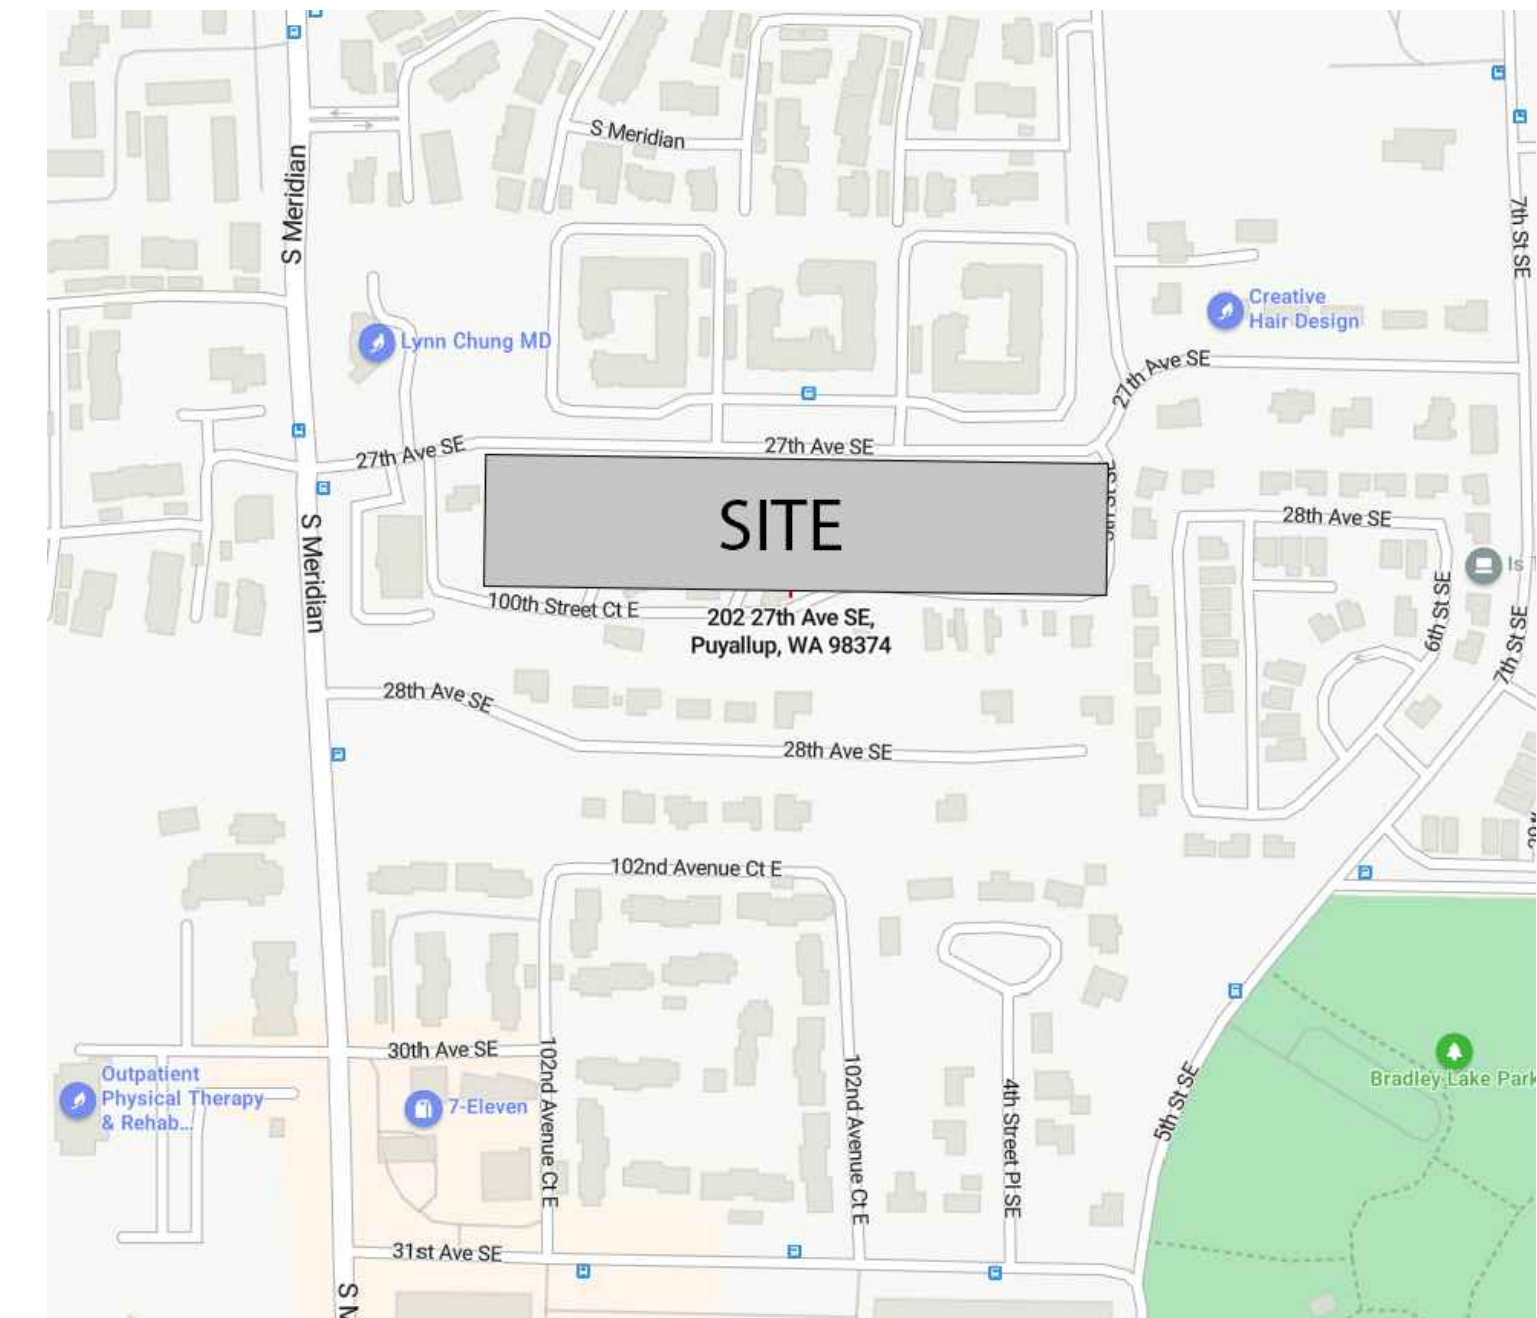 S Meridian
S Meridian
7th St SE
Creative
Hair Design
Lynn Chung MD
27th Ave SE
27th Ave SE
27th Ave SE
SITE
28th Ave SE
Is
S Meridian
100th Street Ct E
202 27th Ave SE,
Puyallup, WA 98374
6th St SE
7th St SE
28th Ave SE
28th Ave SE
102nd Avenue Ct E
30th Ave SE
Outpatient
Physical Therapy
& Rehab...
7-Eleven
102nd Avenue Ct E
102nd Avenue Ct E
4th Street Pl SE
5th St SE
Bradley Lake Park
31st Ave SE
S M